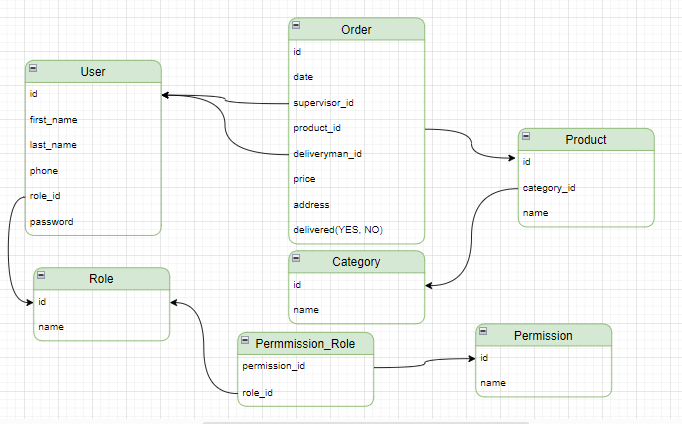 Order
id
date
supervisor_id
product_id
deliveryman_id
price
address
delivered(YES, NO)
User
id
first_name
last_name
phone
role_id
password
Product
id
category_id
name
Category
id
name
Role
id
name
Permmission_Role
permission_id
role_id
Permission
id
name